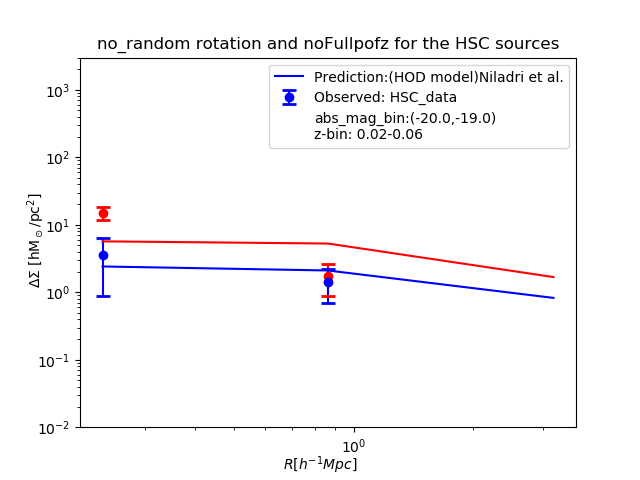 no_random rotation and noFullpofz for the HSC sources
Prediction:(HOD model)Niladri et al.
Observed: HSC_data
abs_mag_bin:(-20.0,-19.0)
z-bin: 0.02-0.06
10³
10²
10¹
10⁰
10⁻¹
10⁻²
ΔΣ [hM⊙/pc²]
10⁰
R[h⁻¹Mpc]